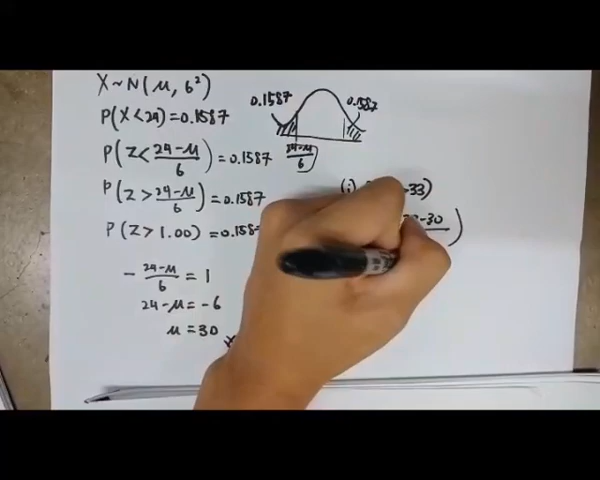 X ~ N(μ, 6²)
P(X < 24) = 0.1587
P(Z < (24-μ)/6) = 0.1587
P(Z > (24-μ)/6) = 0.1587
P(Z > 1.00) = 0.158
- (24-μ)/6 = 1
24 - μ = -6
μ = 30
0.1587
0.1587
(24-μ)/6
(i)
33)
-30